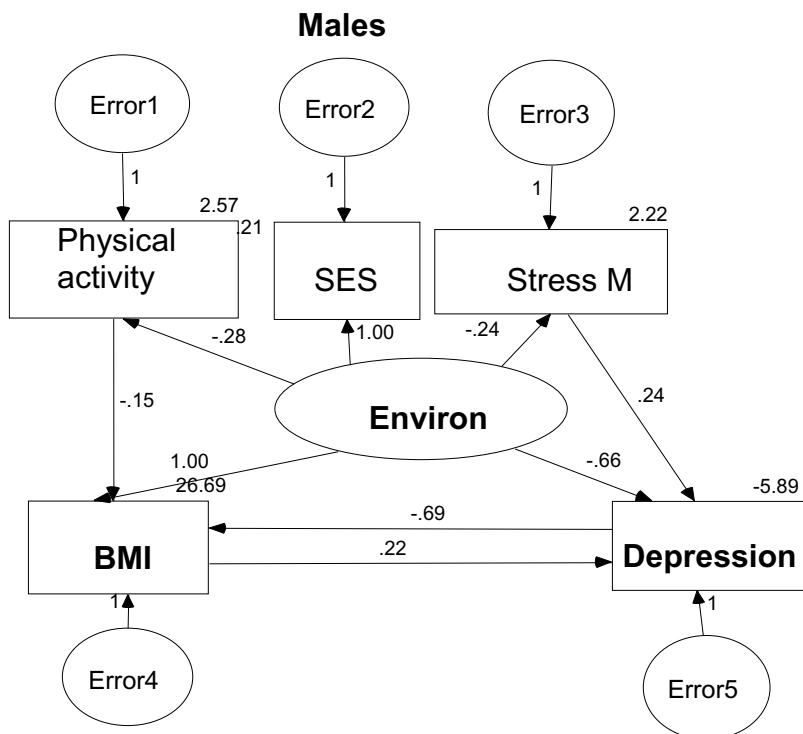 Males
Error1
Error2
Error3
1
1
1
2.57
.21
2.22
Physical
activity
SES
Stress M
-.28
1.00
-.24
-.15
.24
Environ
1.00
-.66
26.69
-5.89
-.69
BMI
.22
Depression
1
1
Error4
Error5